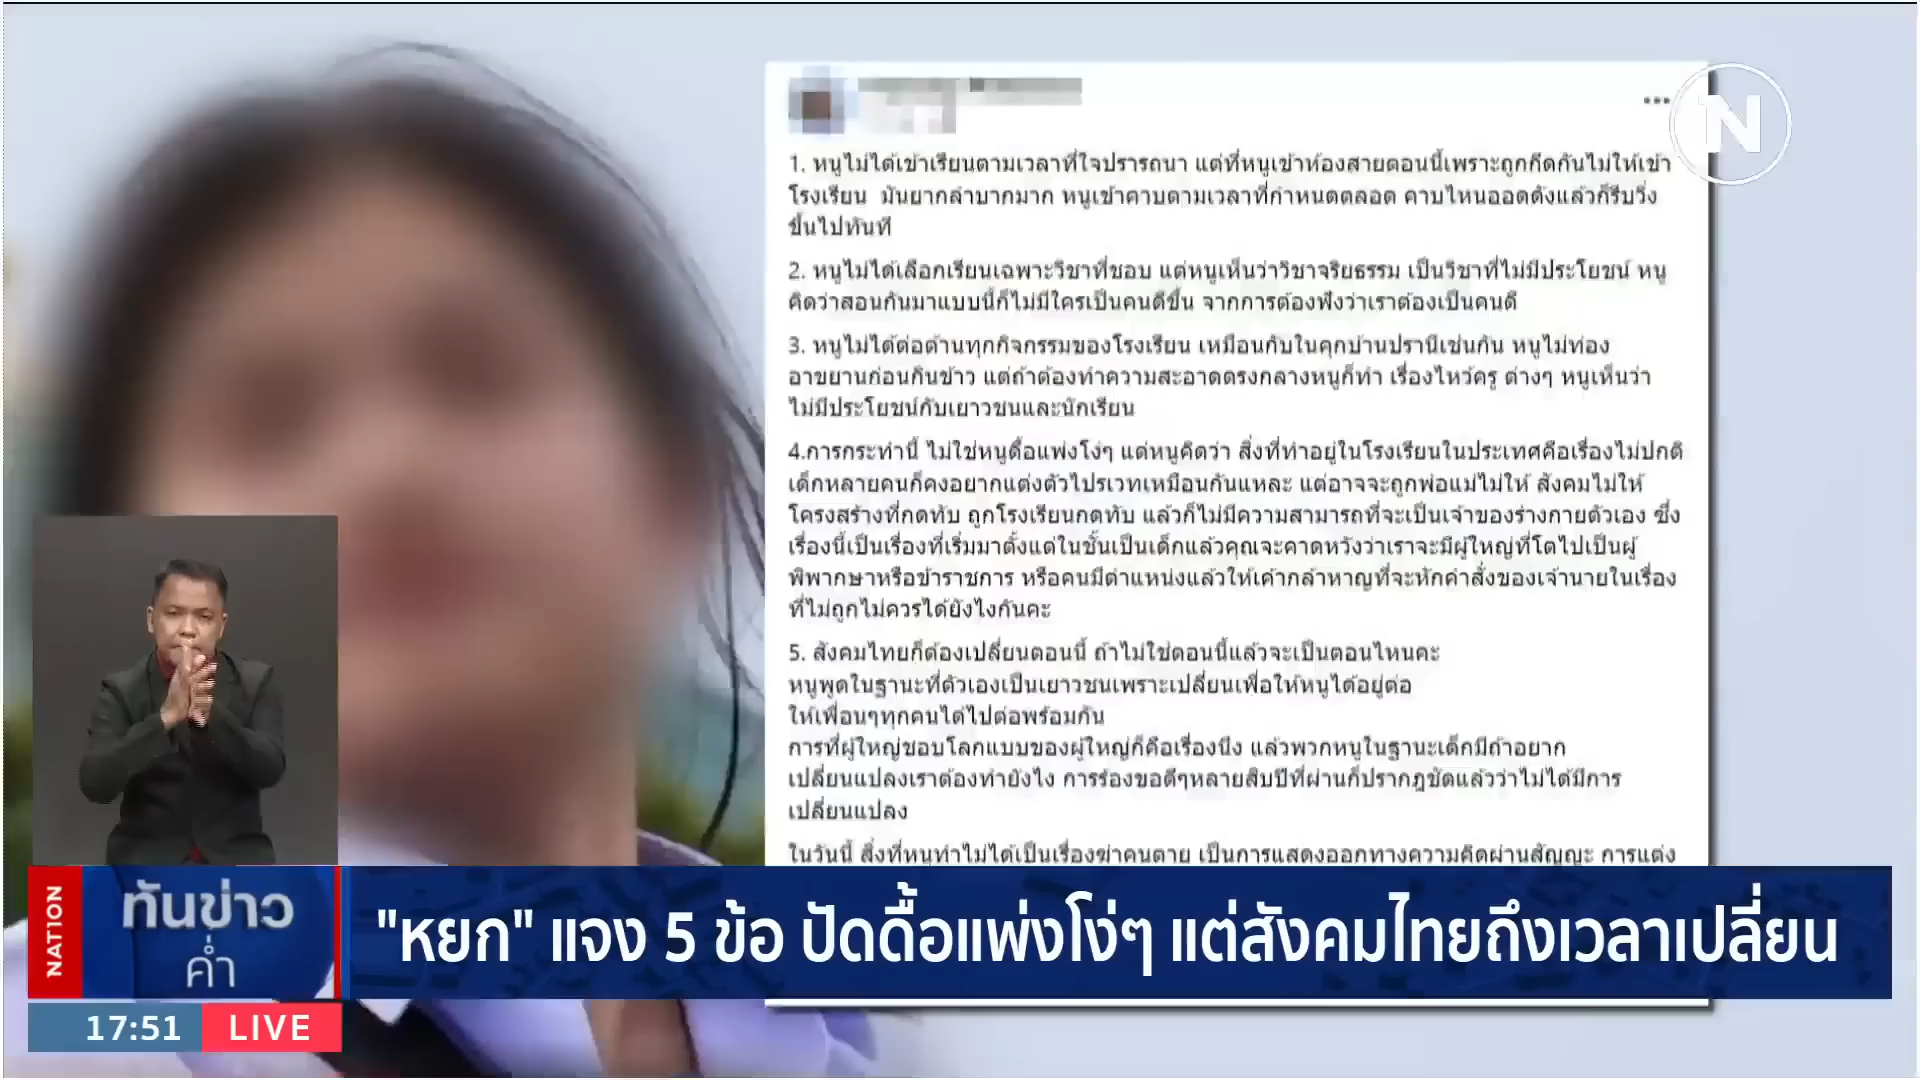 N
1. หนูไม่ได้เข้าเรียนตามเวลาที่ใจปรารถนา แต่ที่หนูเข้าห้องสายตอนนี้เพราะถูกกีดกันไม่ให้เข้า
โรงเรียน มันยากลำบากมาก หนูเข้าคาบตามเวลาที่กำหนดตลอด คาบไหนออดดังแล้วก็รีบวิ่ง
ขึ้นไปทันที
2. หนูไม่ได้เลือกเรียนเฉพาะวิชาที่ชอบ แต่หนูเห็นว่าวิชาจริยธรรม เป็นวิชาที่ไม่มีประโยชน์ หนู
คิดว่าสอนกันมาแบบนี้ก็ไม่มีใครเป็นคนดีขึ้น จากการต้องฟังว่าเราต้องเป็นคนดี
3. หนูไม่ได้ต่อต้านทุกกิจกรรมของโรงเรียน เหมือนกับในคุกบ้านปรานีเช่นกัน หนูไม่ท่อง
อาขยานก่อนกินข้าว แต่ถ้าต้องทำความสะอาดตรงกลางหนูก็ทำ เรื่องไหว้ครู ต่างๆ หนูเห็นว่า
ไม่มีประโยชน์กับเยาวชนและนักเรียน
4.การกระทำนี้ ไม่ใช่หนูดื้อแพ่งโง่ๆ แต่หนูคิดว่า สิ่งที่ทำอยู่ในโรงเรียนในประเทศคือเรื่องไม่ปกติ
เด็กหลายคนก็คงอยากแต่งตัวไปรเวทเหมือนกันแหละ แต่อาจจะถูกพ่อแม่ไม่ให้ สังคมไม่ให้
โครงสร้างที่กดทับ ถูกโรงเรียนกดทับ แล้วก็ไม่มีความสามารถที่จะเป็นเจ้าของร่างกายตัวเอง ซึ่ง
เรื่องนี้เป็นเรื่องที่เริ่มมาตั้งแต่ในชั้นเป็นเด็กแล้วคุณจะคาดหวังว่าเราจะมีผู้ใหญ่ที่โตไปเป็นผู้
พิพากษาหรือข้าราชการ หรือคนมีตำแหน่งแล้วให้เค้ากล้าหาญที่จะหักคำสั่งของเจ้านายในเรื่อง
ที่ไม่ถูกไม่ควรได้ยังไงกันคะ
5. สังคมไทยก็ต้องเปลี่ยนตอนนี้ ถ้าไม่ใช่ตอนนี้แล้วจะเป็นตอนไหนคะ
หนูพูดในฐานะที่ตัวเองเป็นเยาวชนเพราะเปลี่ยนเพื่อให้หนูได้อยู่ต่อ
ให้เพื่อนๆทุกคนได้ไปต่อพร้อมกัน
การที่ผู้ใหญ่ชอบโลกแบบของผู้ใหญ่ก็คือเรื่องนึง แล้วพวกหนูในฐานะเด็กมีถ้าอยาก
เปลี่ยนแปลงเราต้องทำยังไง การร้องขอดีๆหลายสิบปีที่ผ่านก็ปรากฎชัดแล้วว่าไม่ได้มีการ
เปลี่ยนแปลง
ในวันนี้ สิ่งที่หนูทำไม่ได้เป็นเรื่องฆ่าคนตาย เป็นการแสดงออกทางความคิดผ่านสัญญะ การแต่ง
NATION
ทันข่าว
ค่ำ
"หยก" แจง 5 ข้อ ปัดดื้อแพ่งโง่ๆ แต่สังคมไทยถึงเวลาเปลี่ยน
17:51 LIVE